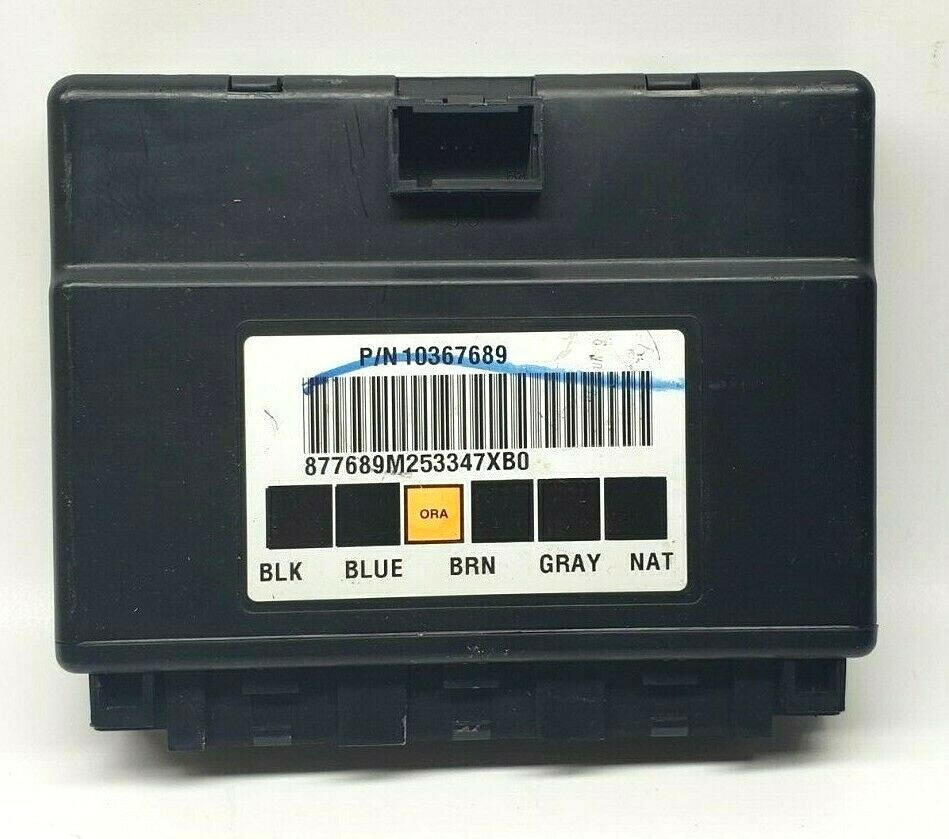 P/N 10367689
877689M253347XB0
ORA
BLK BLUE BRN GRAY NAT